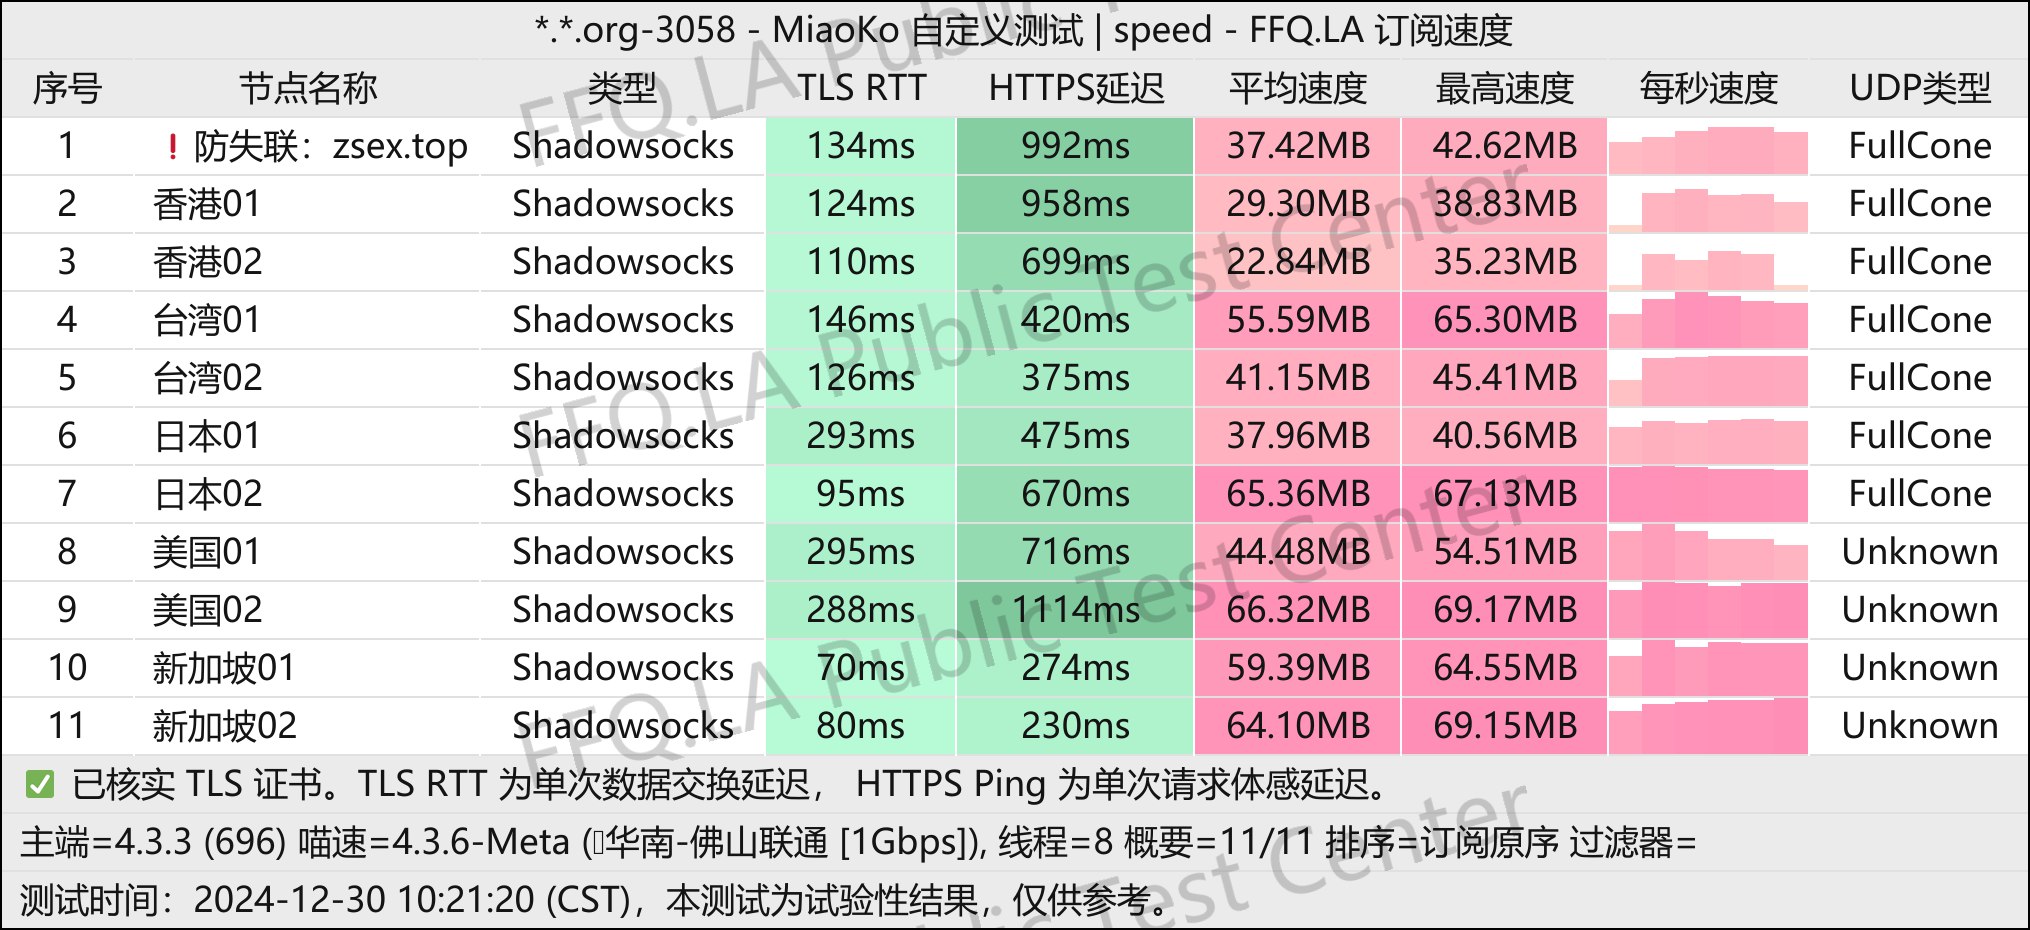 *.*.org-3058 - MiaoKo 自定义测试 | speed - FFQ.LA 订阅速度
序号 节点名称 类型 TLS RTT HTTPS延迟 平均速度 最高速度 每秒速度 UDP类型
1 ❗防失联：zsex.top Shadowsocks 134ms 992ms 37.42MB 42.62MB FullCone
2 香港01 Shadowsocks 124ms 958ms 29.30MB 38.83MB FullCone
3 香港02 Shadowsocks 110ms 699ms 22.84MB 35.23MB FullCone
4 台湾01 Shadowsocks 146ms 420ms 55.59MB 65.30MB FullCone
5 台湾02 Shadowsocks 126ms 375ms 41.15MB 45.41MB FullCone
6 日本01 Shadowsocks 293ms 475ms 37.96MB 40.56MB FullCone
7 日本02 Shadowsocks 95ms 670ms 65.36MB 67.13MB FullCone
8 美国01 Shadowsocks 295ms 716ms 44.48MB 54.51MB Unknown
9 美国02 Shadowsocks 288ms 1114ms 66.32MB 69.17MB Unknown
10 新加坡01 Shadowsocks 70ms 274ms 59.39MB 64.55MB Unknown
11 新加坡02 Shadowsocks 80ms 230ms 64.10MB 69.15MB Unknown
✅ 已核实 TLS 证书。TLS RTT 为单次数据交换延迟， HTTPS Ping 为单次请求体感延迟。
主端=4.3.3 (696) 喵速=4.3.6-Meta (华南-佛山联通 [1Gbps]), 线程=8 概要=11/11 排序=订阅原序 过滤器=
测试时间：2024-12-30 10:21:20 (CST)，本测试为试验性结果，仅供参考。
FFQ.LA Public Test Center
FFQ.LA Public Test Center
FFQ.LA Public Test Center